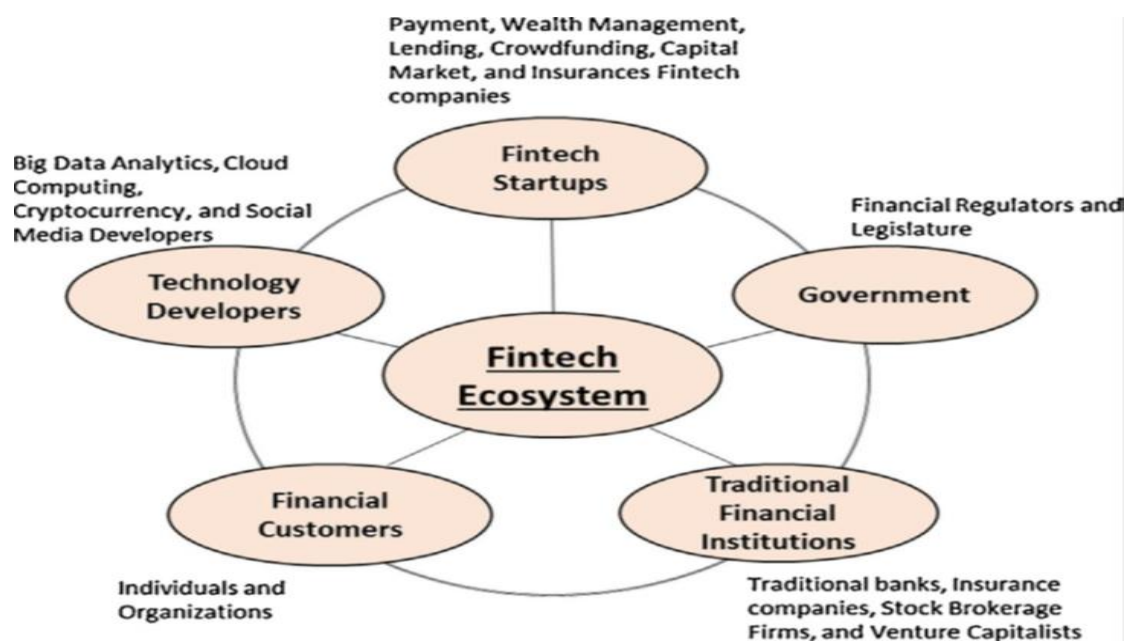 Payment, Wealth Management,
Lending, Crowdfunding, Capital
Market, and Insurances Fintech
companies
Fintech
Startups
Big Data Analytics, Cloud
Computing,
Cryptocurrency, and Social
Media Developers
Technology
Developers
Financial Regulators and
Legislature
Government
Fintech
Ecosystem
Financial
Customers
Individuals and
Organizations
Traditional
Financial
Institutions
Traditional banks, Insurance
companies, Stock Brokerage
Firms, and Venture Capitalists